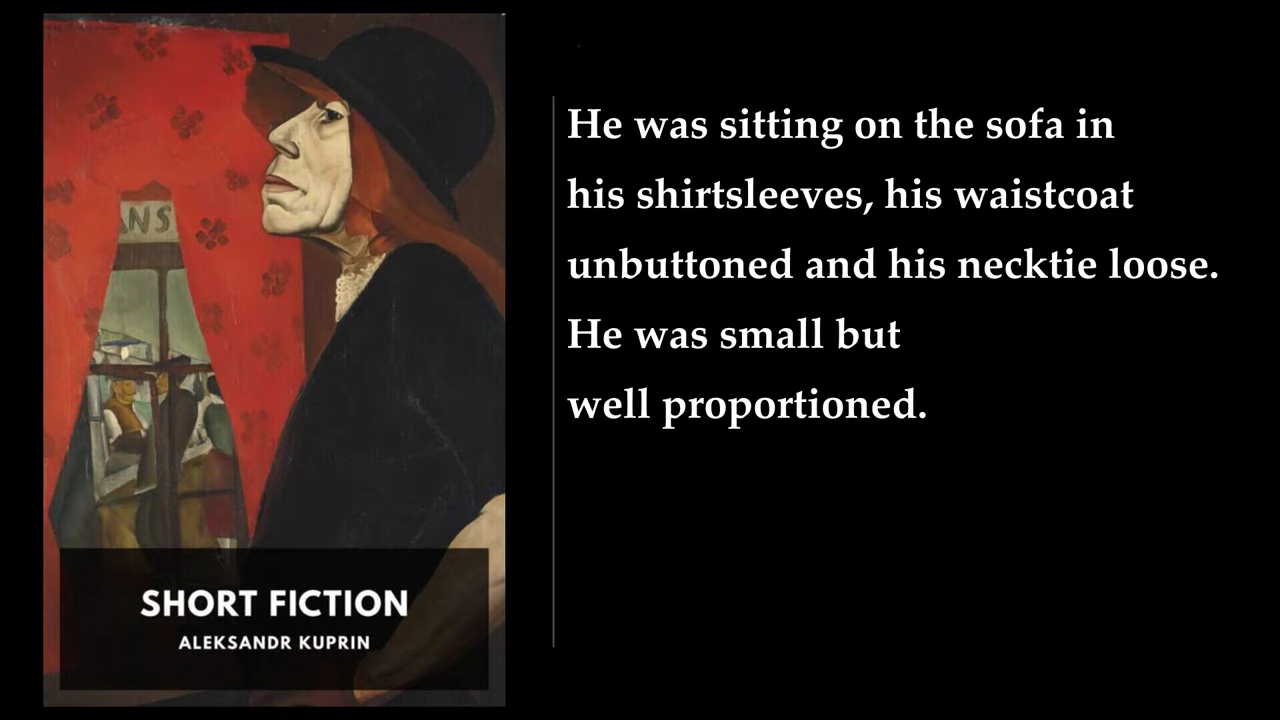 NS
SHORT FICTION
ALEKSANDR KUPRIN
He was sitting on the sofa in
his shirtsleeves, his waistcoat
unbuttoned and his necktie loose.
He was small but
well proportioned.